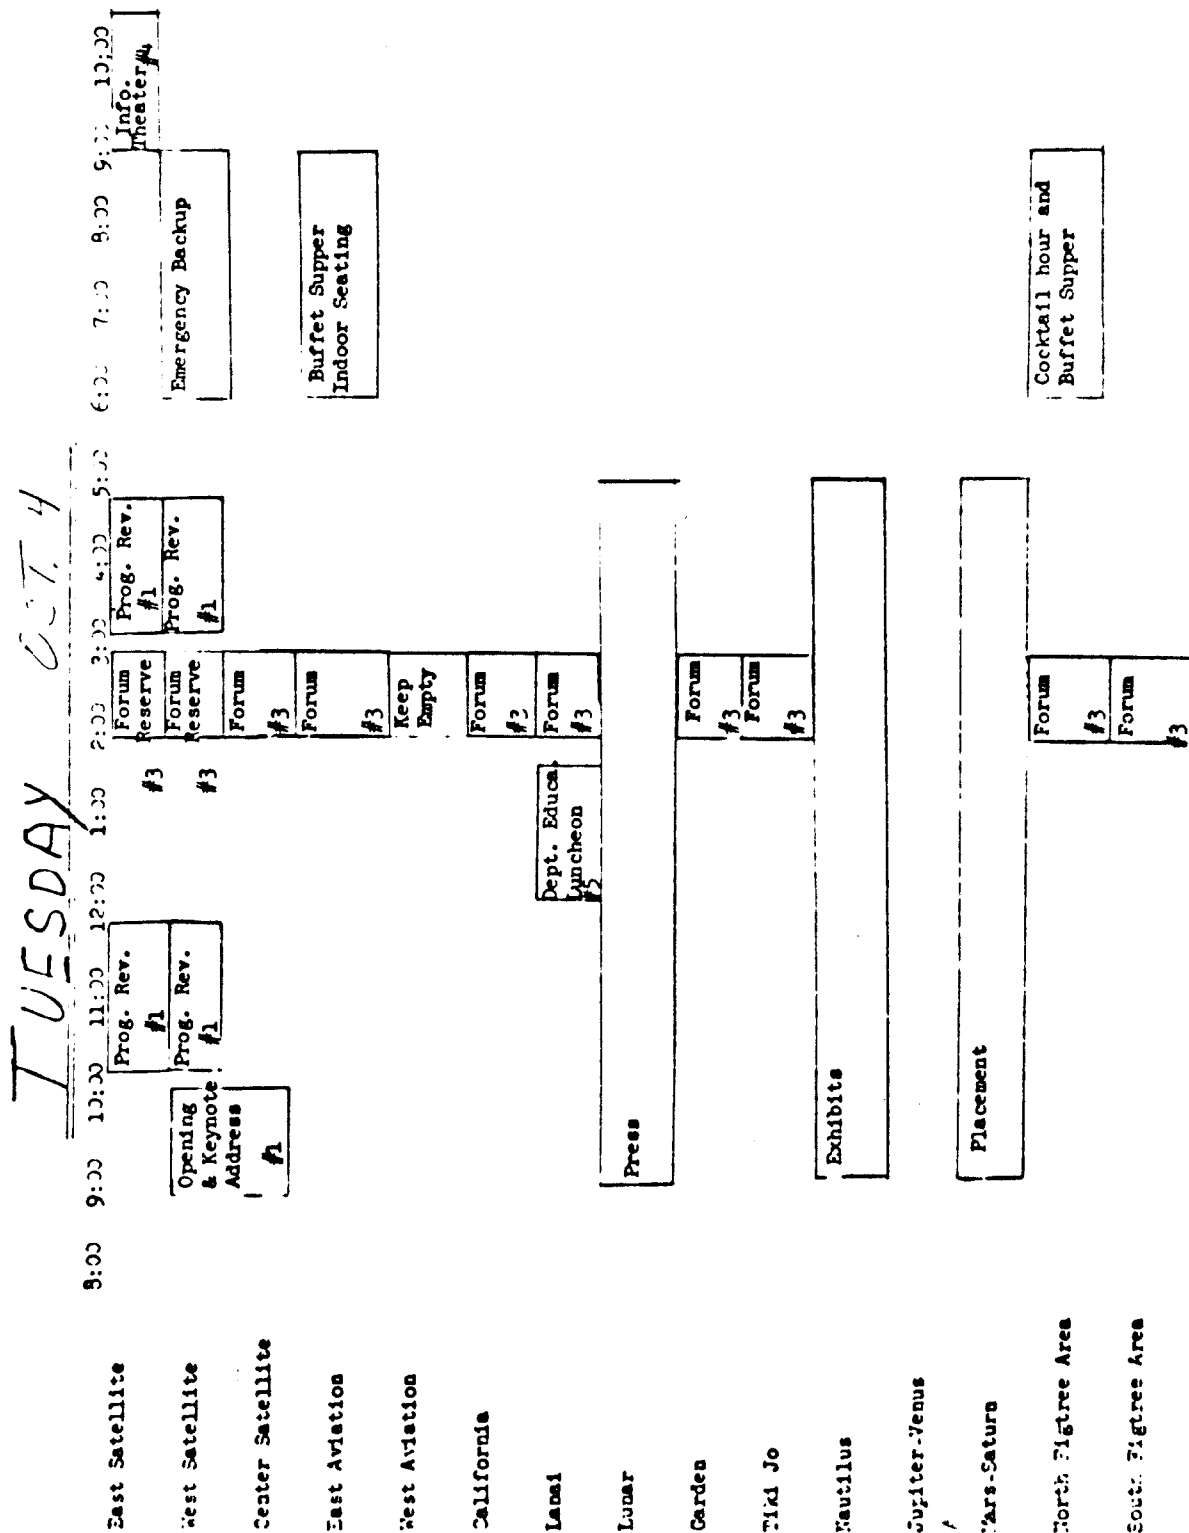 TUESDAY OCT. 4
8:00 9:00 10:00 11:00 12:00 1:00 2:00 3:00 4:00 5:00 6:00 7:00 8:00 9:00 10:00
East Satellite
Prog. Rev.
#1
Forum
Reserve
#3
Prog. Rev.
#1
Info.
Theater #4
West Satellite
Opening
& Keynote
Address
#1
Prog. Rev.
#1
Forum
Reserve
#3
Prog. Rev.
#1
Emergency Backup
Center Satellite
Forum
#3
East Aviation
Forum
#3
Buffet Supper
Indoor Seating
West Aviation
Keep
Empty
California
Forum
#3
Lanai
Dept. Educa.
Luncheon
#5
Forum
#3
Lunar
Press
Garden
Forum
#3
Tiki Jo
Forum
#3
Nautilus
Exhibits
Jupiter-Venus
Mars-Saturn
Placement
North Figtree Area
Forum
#3
Cocktail hour and
Buffet Supper
South Figtree Area
Forum
#3